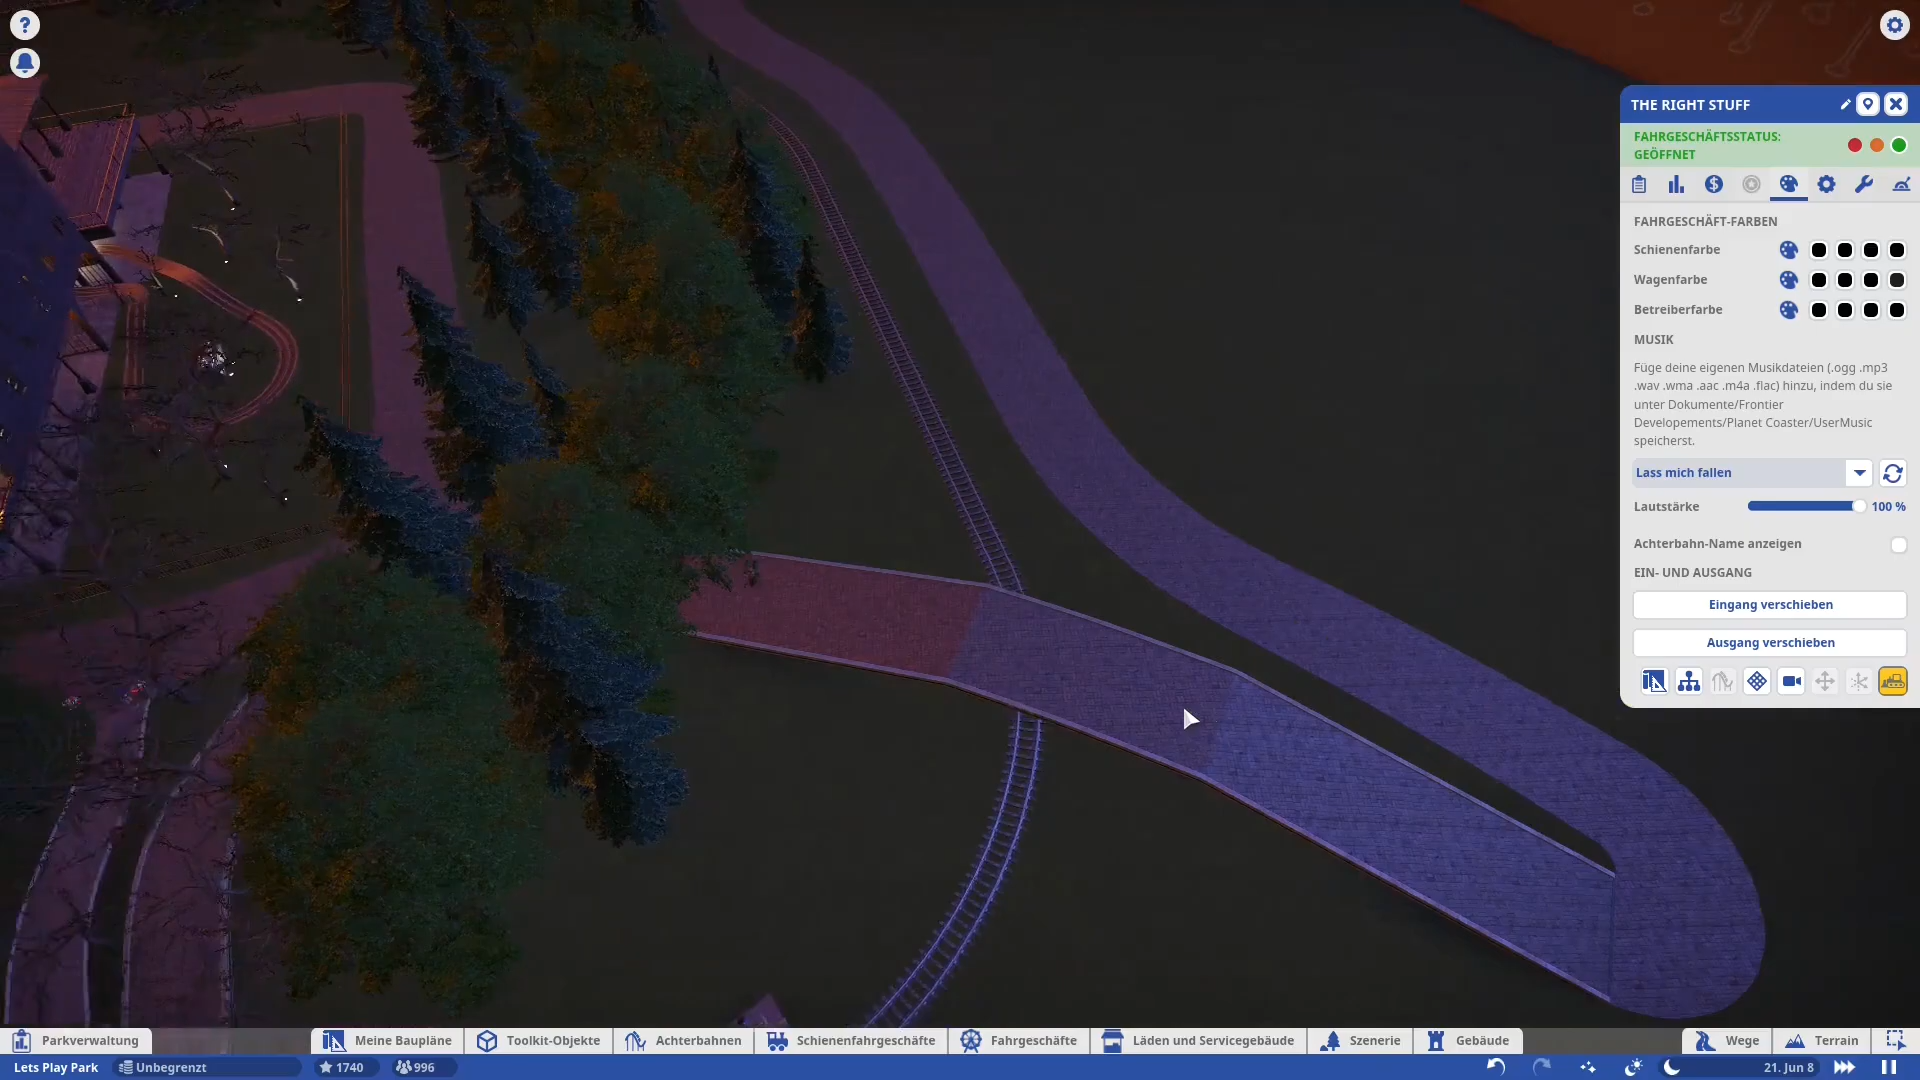 ?
THE RIGHT STUFF
FAHRGESCHÄFTSSTATUS:
GEÖFFNET
FAHRGESCHÄFT-FARBEN
Schienenfarbe
Wagenfarbe
Betreiberfarbe
MUSIK
Füge deine eigenen Musikdateien (.ogg .mp3
.wav .wma .aac .m4a .flac) hinzu, indem du sie
unter Dokumente/Frontier
Developements/Planet Coaster/UserMusic
speicherst.
Lass mich fallen
Lautstärke 100 %
Achterbahn-Name anzeigen
EIN- UND AUSGANG
Eingang verschieben
Ausgang verschieben
Parkverwaltung Meine Baupläne Toolkit-Objekte Achterbahnen Schienenfahrgeschäfte Fahrgeschäfte Läden und Servicegebäude Szenerie Gebäude Wege Terrain
Lets Play Park Unbegrenzt 1740 996 21. Jun 8